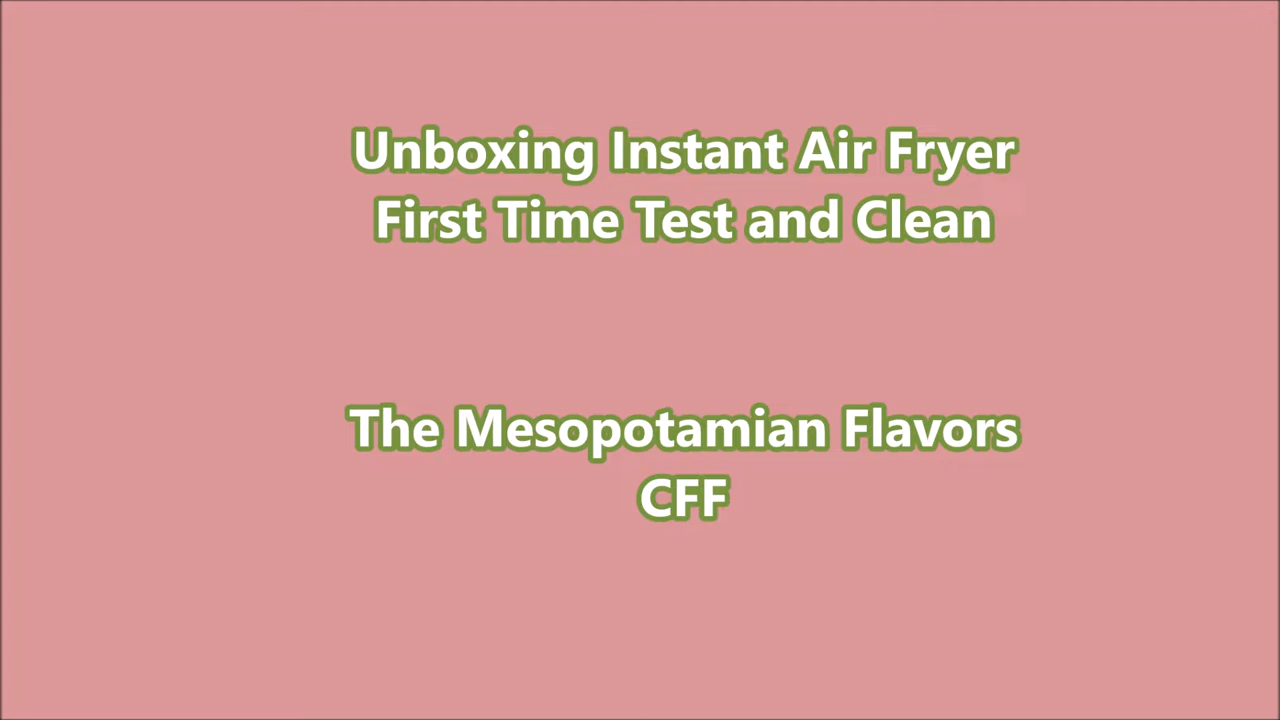 Unboxing Instant Air Fryer
First Time Test and Clean
The Mesopotamian Flavors
CFF